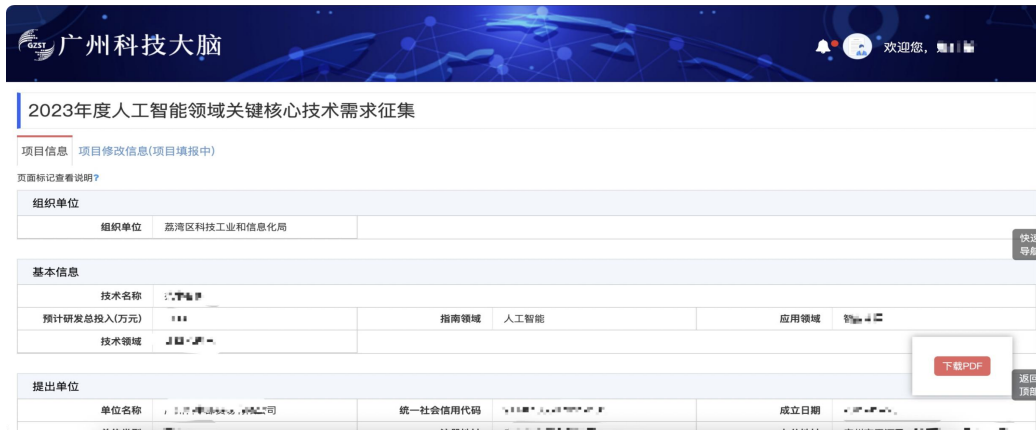 GZST 广州科技大脑
欢迎您，
2023年度人工智能领域关键核心技术需求征集
项目信息 项目修改信息(项目填报中)
页面标记查看说明?
组织单位
组织单位 荔湾区科技工业和信息化局
快速
导航
基本信息
技术名称
预计研发总投入(万元) 指南领域 人工智能 应用领域
技术领域
下载PDF
返回
顶部
提出单位
单位名称 司 统一社会信用代码 成立日期